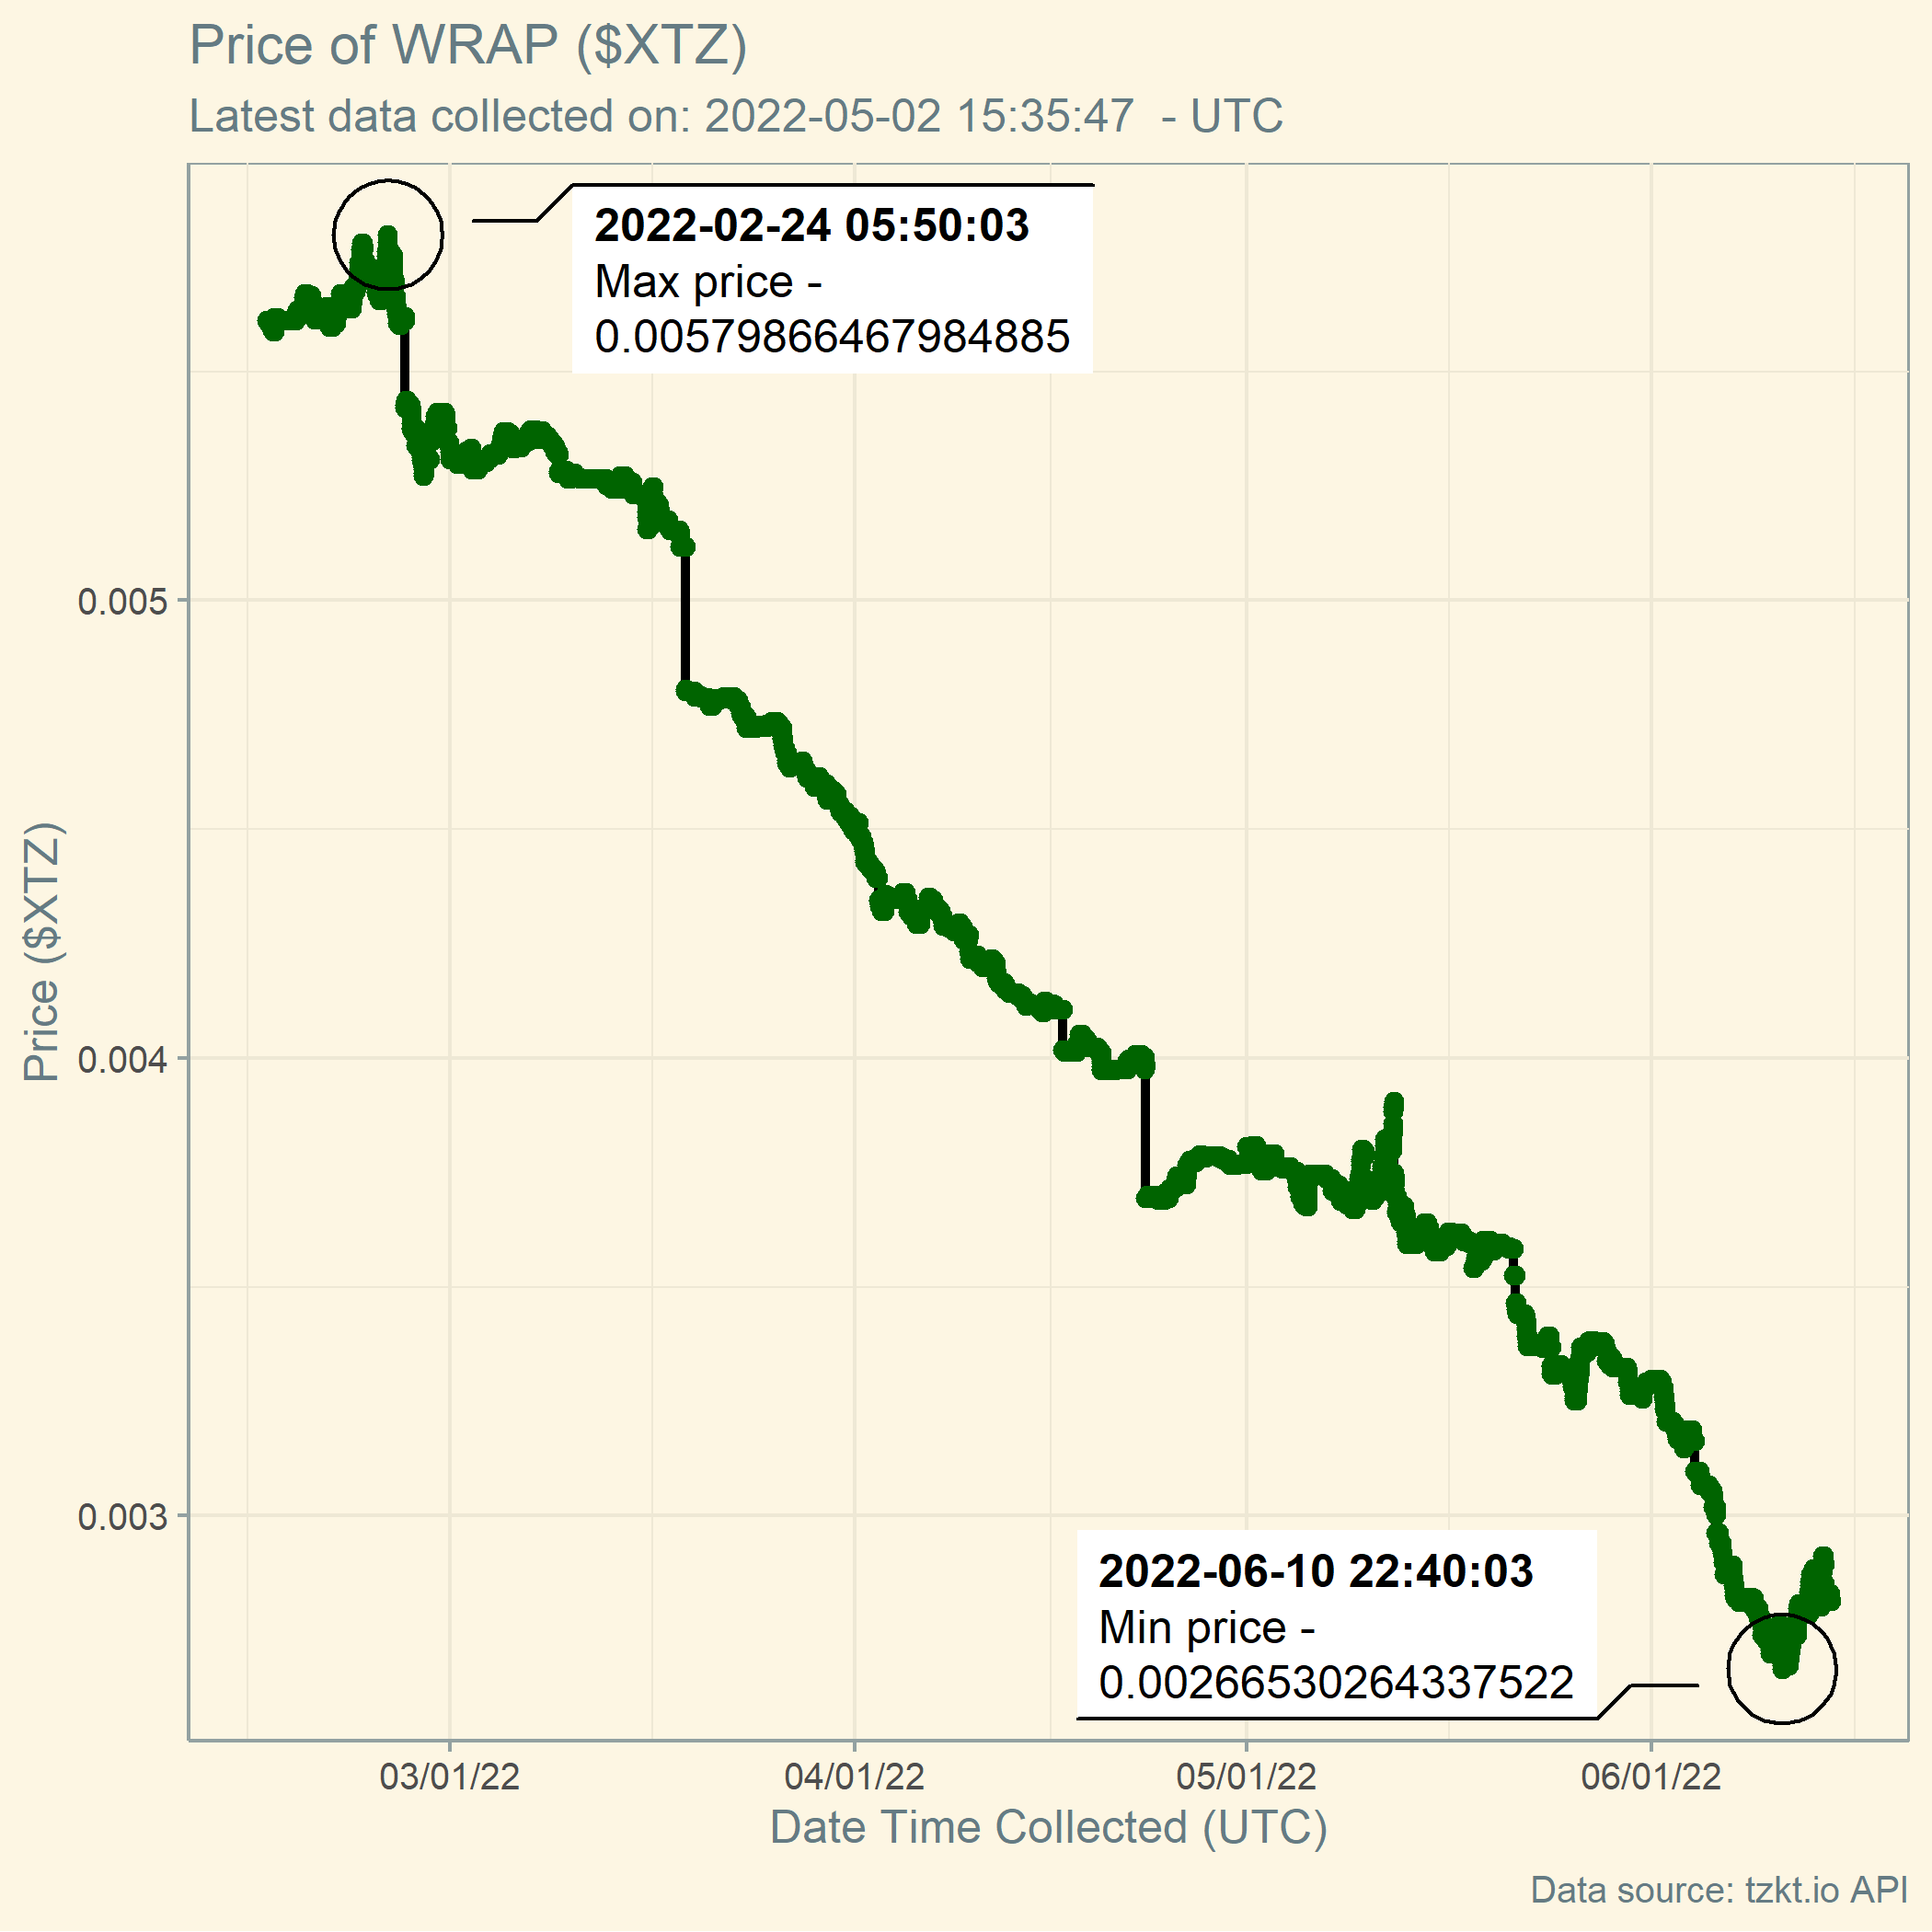 Price of WRAP ($XTZ)
Latest data collected on: 2022-05-02 15:35:47  - UTC
2022-02-24 05:50:03
Max price -
0.00579866467984885
0.005
0.004
0.003
Price ($XTZ)
2022-06-10 22:40:03
Min price -
0.00266530264337522
03/01/22
04/01/22
05/01/22
06/01/22
Date Time Collected (UTC)
Data source: tzkt.io API